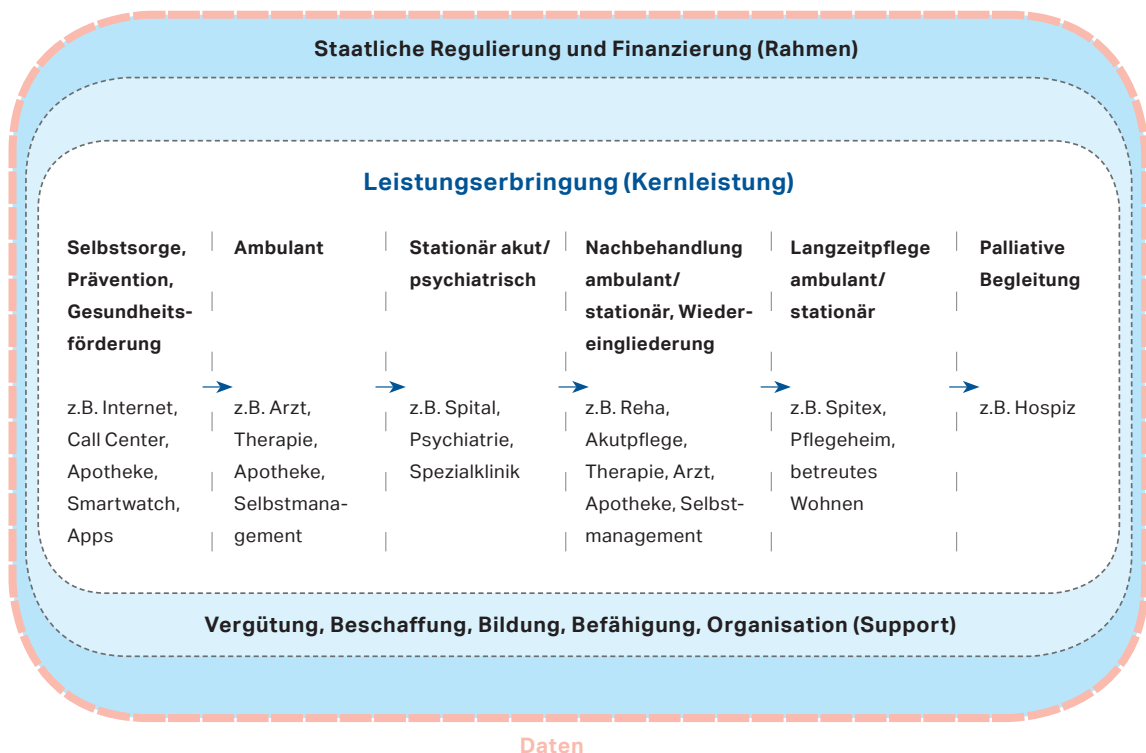 Staatliche Regulierung und Finanzierung (Rahmen)
Leistungserbringung (Kernleistung)
Selbstsorge,
Prävention,
Gesundheits-
förderung
z.B. Internet,
Call Center,
Apotheke,
Smartwatch,
Apps
Ambulant
z.B. Arzt,
Therapie,
Apotheke,
Selbstmana-
gement
Stationär akut/
psychiatrisch
z.B. Spital,
Psychiatrie,
Spezialklinik
Nachbehandlung
ambulant/
stationär, Wieder-
eingliederung
z.B. Reha,
Akutpflege,
Therapie, Arzt,
Apotheke, Selbst-
management
Langzeitpflege
ambulant/
stationär
z.B. Spitex,
Pflegeheim,
betreutes
Wohnen
Palliative
Begleitung
z.B. Hospiz
Vergütung, Beschaffung, Bildung, Befähigung, Organisation (Support)
Daten